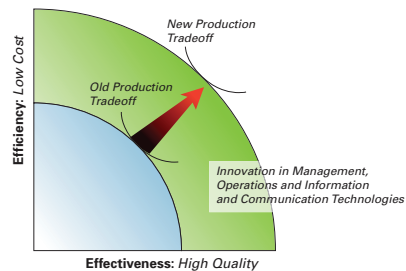 New Production
Tradeoff
Old Production
Tradeoff
Efficiency: Low Cost
Innovation in Management,
Operations and Information
and Communication Technologies
Effectiveness: High Quality